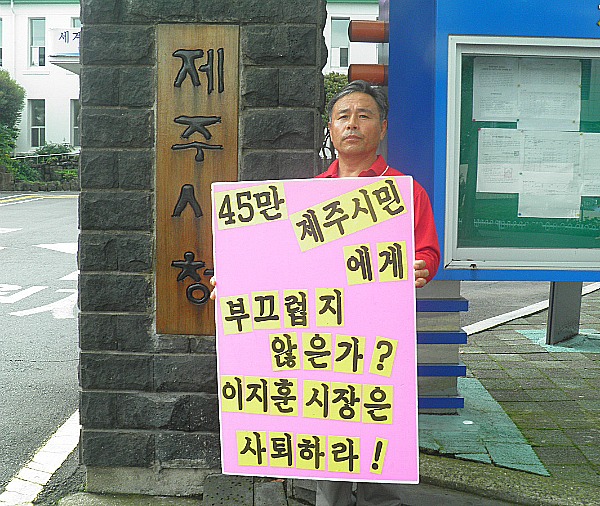 제주시청
45만
제주시민
에게
부끄럽지
않은가?
이지훈 시장은
사퇴하라!